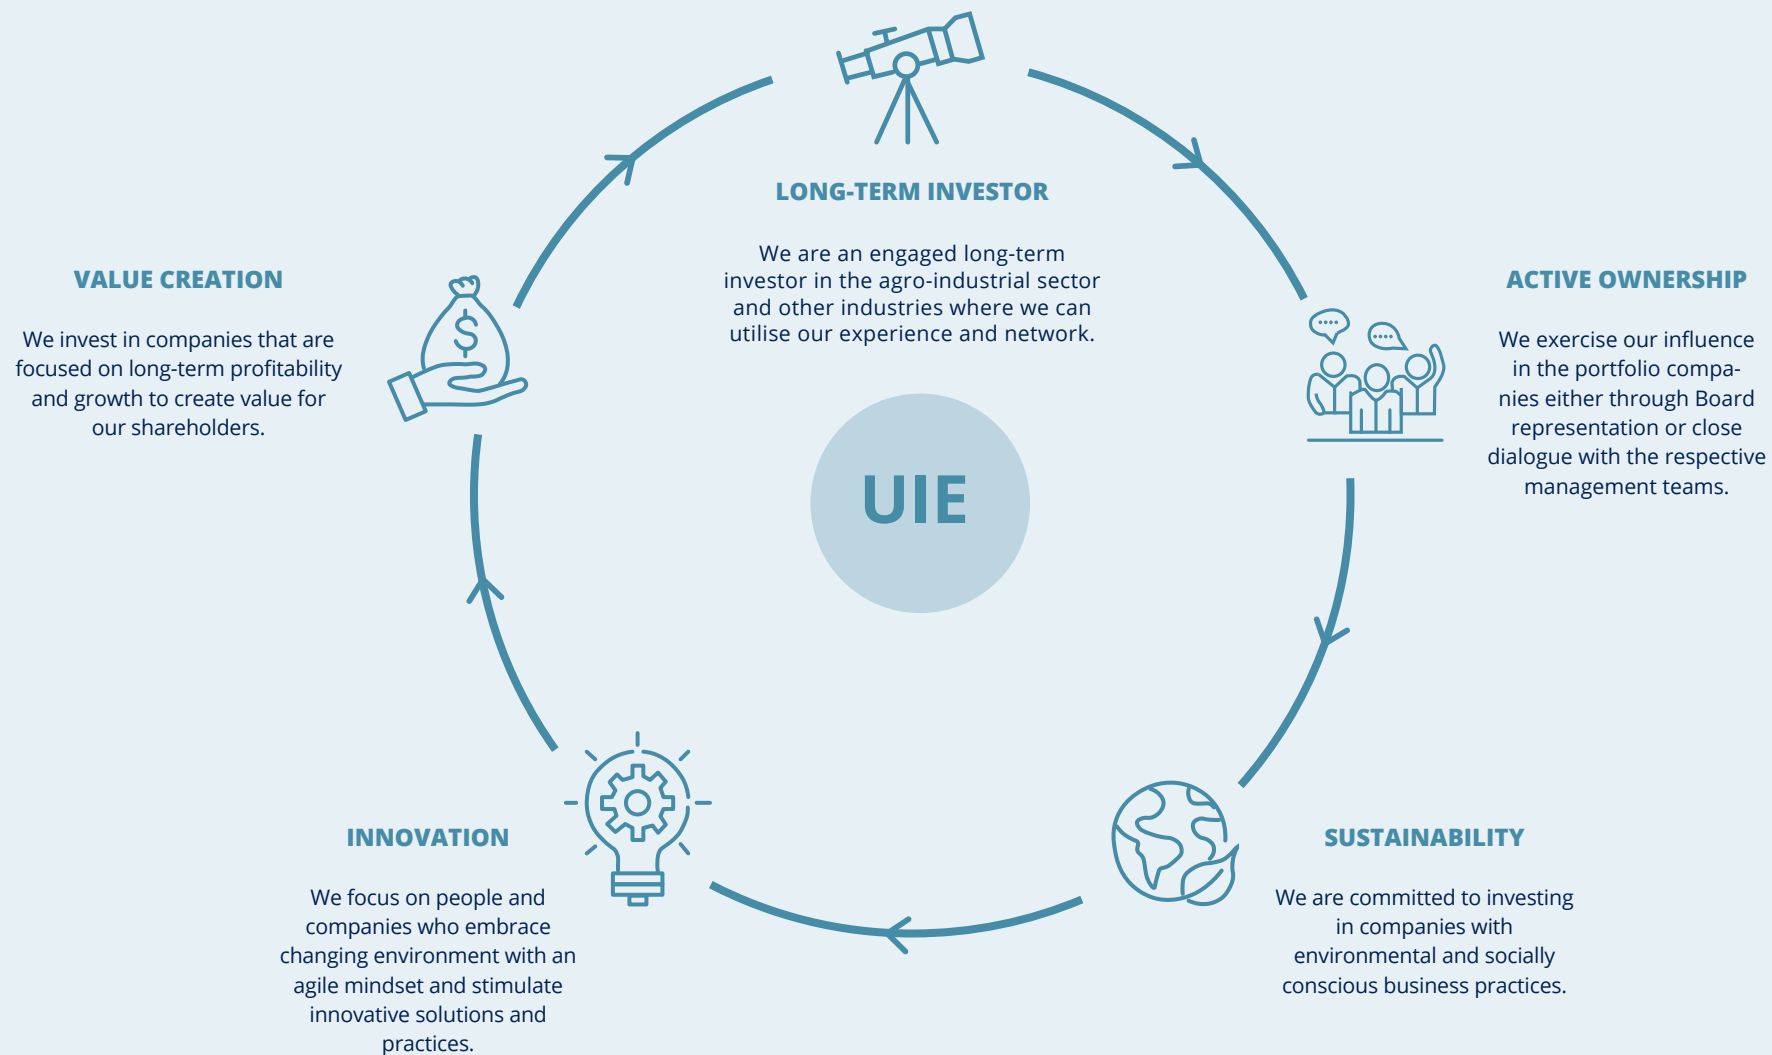 LONG-TERM INVESTOR
We are an engaged long-term
investor in the agro-industrial sector
and other industries where we can
utilise our experience and network.
ACTIVE OWNERSHIP
We exercise our influence
in the portfolio compa-
nies either through Board
representation or close
dialogue with the respective
management teams.
SUSTAINABILITY
We are committed to investing
in companies with
environmental and socially
conscious business practices.
INNOVATION
We focus on people and
companies who embrace
changing environment with an
agile mindset and stimulate
innovative solutions and
practices.
VALUE CREATION
We invest in companies that are
focused on long-term profitability
and growth to create value for
our shareholders.
$
UIE